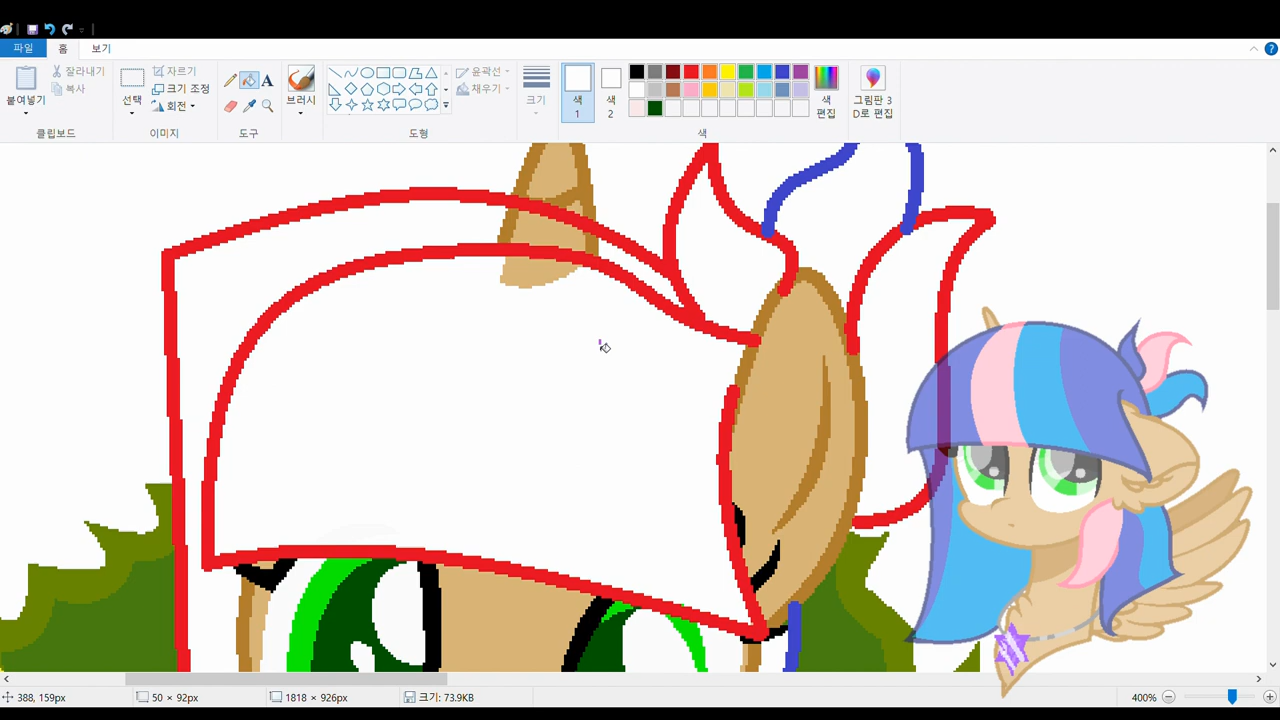 파일 홈 보기
붙여넣기
잘라내기
복사
클립보드
선택
자르기
크기 조정
회전
이미지
A
도구
브러시
윤곽선
채우기
도형
크기
색
1
색
2
색
편집
색
그림판 3
D로 편집
?
388, 159px
50 × 92px
1818 × 926px
크기: 73.9KB
400%